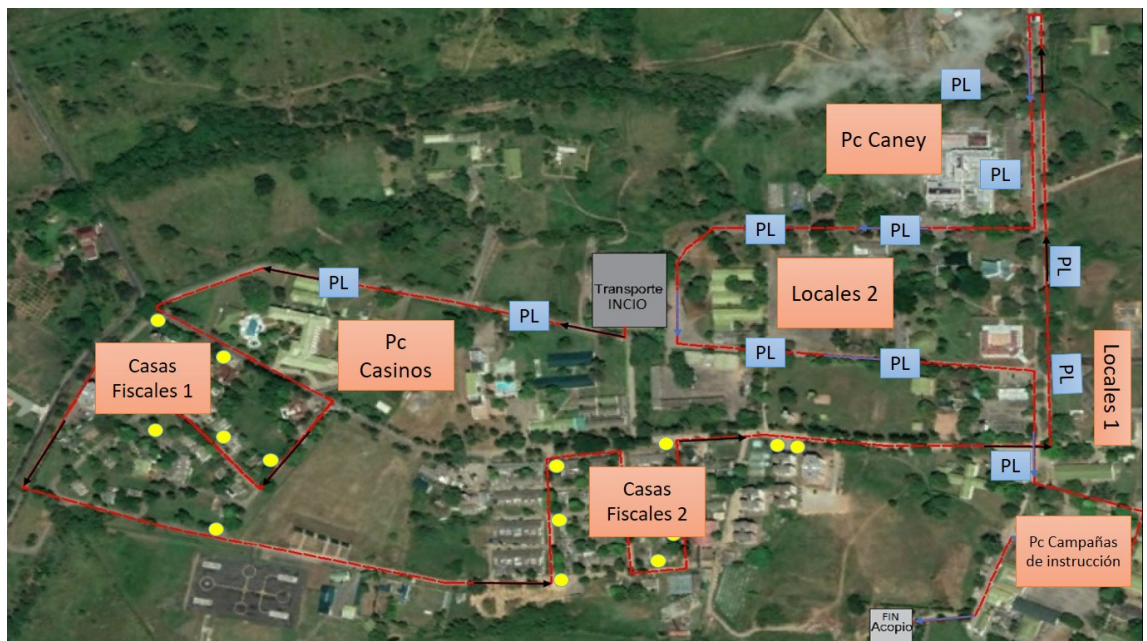 PL
Pc Caney
PL
PL
PL
Transporte
INCIO
Locales 2
PL
PL
PL
Pc
Casinos
Casas
Fiscales 1
PL
PL
PL
Locales 1
PL
Casas
Fiscales 2
Pc Campañas
de instrucción
FIN
Acopio